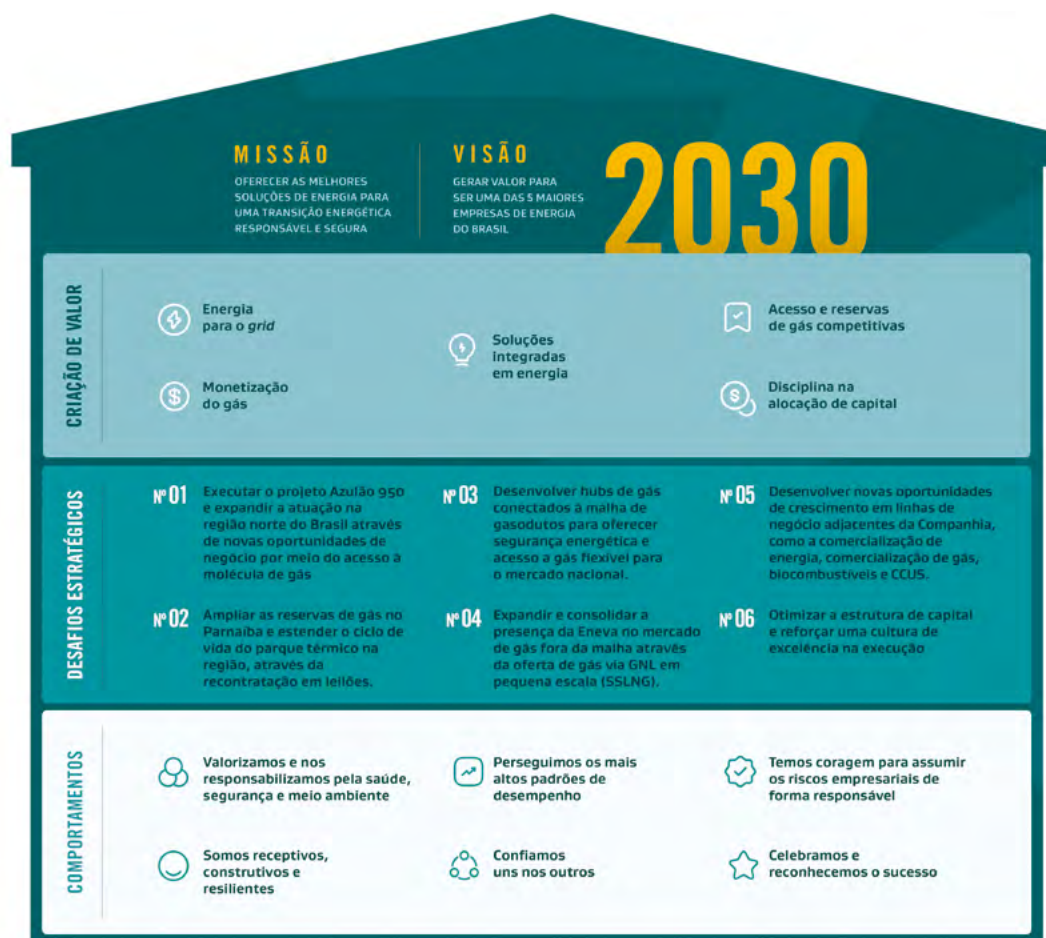 MISSÃO
OFERECER AS MELHORES
SOLUÇÕES DE ENERGIA PARA
UMA TRANSIÇÃO ENERGÉTICA
RESPONSÁVEL E SEGURA
VISÃO
GERAR VALOR PARA
SER UMA DAS 5 MAIORES
EMPRESAS DE ENERGIA
DO BRASIL
2030
CRIAÇÃO DE VALOR
Energia
para o grid
Monetização
do gás
Soluções
integradas
em energia
Acesso e reservas
de gás competitivas
Disciplina na
alocação de capital
DESAFIOS ESTRATÉGICOS
Nº 01
Executar o projeto Azulão 950
e expandir a atuação na
região norte do Brasil através
de novas oportunidades de
negócio por meio do acesso à
molécula de gás
Nº 02
Ampliar as reservas de gás no
Parnaíba e estender o ciclo de
vida do parque térmico na
região, através da
recontratação em leilões.
Nº 03
Desenvolver hubs de gás
conectados à malha de
gasodutos para oferecer
segurança energética e
acesso a gás flexível para
o mercado nacional.
Nº 04
Expandir e consolidar a
presença da Eneva no mercado
de gás fora da malha através
da oferta de gás via GNL em
pequena escala (SSLNG).
Nº 05
Desenvolver novas oportunidades
de crescimento em linhas de
negócio adjacentes da Companhia,
como a comercialização de
energia, comercialização de gás,
biocombustíveis e CCUS.
Nº 06
Otimizar a estrutura de capital
e reforçar uma cultura de
excelência na execução
COMPORTAMENTOS
Valorizamos e nos
responsabilizamos pela saúde,
segurança e meio ambiente
Somos receptivos,
construtivos e
resilientes
Perseguimos os mais
altos padrões de
desempenho
Confiamos
uns nos outros
Temos coragem para assumir
os riscos empresariais de
forma responsável
Celebramos e
reconhecemos o sucesso